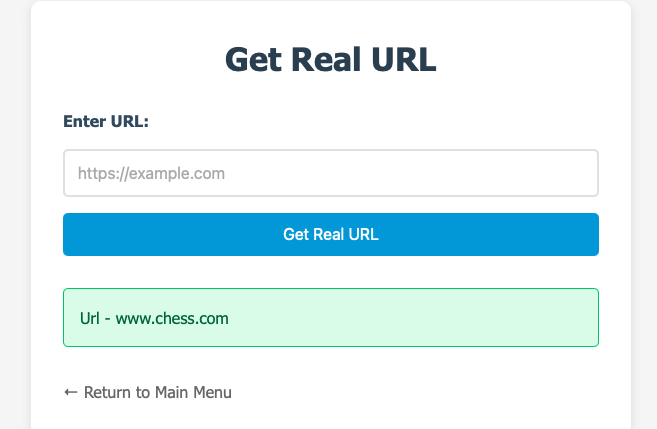 Get Real URL
Enter URL:
https://example.com
Get Real URL
Url - www.chess.com
← Return to Main Menu